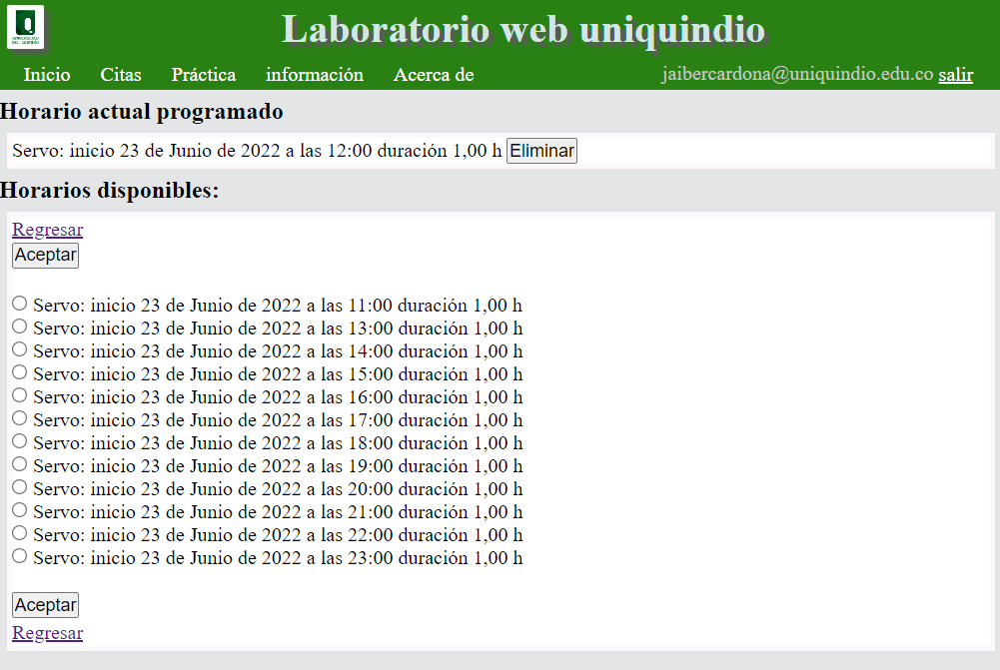 Laboratorio web uniquindio
UNIVERSIDAD
DEL QUINDÍO
Inicio Citas Práctica información Acerca de jaibercardona@uniquindio.edu.co salir
Horario actual programado
Servo: inicio 23 de Junio de 2022 a las 12:00 duración 1,00 h Eliminar
Horarios disponibles:
Regresar
Aceptar
Servo: inicio 23 de Junio de 2022 a las 11:00 duración 1,00 h
Servo: inicio 23 de Junio de 2022 a las 13:00 duración 1,00 h
Servo: inicio 23 de Junio de 2022 a las 14:00 duración 1,00 h
Servo: inicio 23 de Junio de 2022 a las 15:00 duración 1,00 h
Servo: inicio 23 de Junio de 2022 a las 16:00 duración 1,00 h
Servo: inicio 23 de Junio de 2022 a las 17:00 duración 1,00 h
Servo: inicio 23 de Junio de 2022 a las 18:00 duración 1,00 h
Servo: inicio 23 de Junio de 2022 a las 19:00 duración 1,00 h
Servo: inicio 23 de Junio de 2022 a las 20:00 duración 1,00 h
Servo: inicio 23 de Junio de 2022 a las 21:00 duración 1,00 h
Servo: inicio 23 de Junio de 2022 a las 22:00 duración 1,00 h
Servo: inicio 23 de Junio de 2022 a las 23:00 duración 1,00 h
Aceptar
Regresar